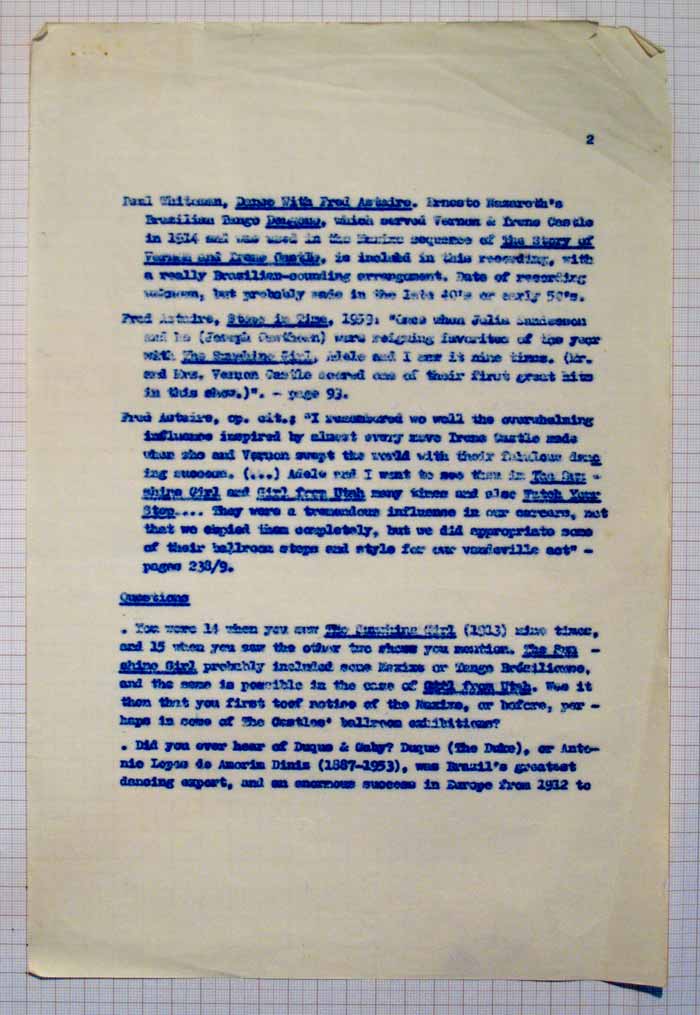 2
Paul Whiteman, Dance With Fred Astaire. Ernesto Nazareth's
Brazilian Tango Dengozo, which served Vernon & Irene Castle
in 1914 and was used in the Maxixe sequence of The Story of
Vernon and Irene Castle, is includ in this recording, with
a really Brazilian-sounding arrangement. Date of recording
unknown, but probably made in the late 40's or early 50's.
Fred Astaire, Steps in Time, 1959: "Once when Julia Sanderson
and he (Joseph Cawthorn) were reigning favorites of the year
with The Sunshine Girl, Adele and I saw it nine times. (Mr.
and Mrs. Vernon Castle scored one of their first great hits
in this show.)". - page 93.
Fred Astaire, op. cit.: "I remembered so well the overwhelming
influence inspired by almost every move Irene Castle made
when she and Vernon swept the world with their fabulous danc
ing success. (...) Adele and I went to see them in The Sun -
shine Girl and Girl from Utah many times and also Watch Your
Step.... They were a tremendous influence in our careers, not
that we copied them completely, but we did appropriate some
of their ballroom steps and style for our vaudeville act" -
pages 238/9.
Questions
. You were 14 when you saw The Sunshine Girl (1913) nine times,
and 15 when you saw the other two shows you mention. The Sun -
shine Girl probably included some Maxixe or Tango Brésilienne,
and the same is possible in the case of Girl from Utah. Was it
then that you first toof notice of the Maxixe, or before, per -
haps in some of The Castles' ballroom exhibitions?
. Did you ever hear of Duque & Gaby? Duque (The Duke), or Anto-
nio Lopes de Amorim Diniz (1887-1953), was Brazil's greatest
dancing expert, and an enormous success in Europe from 1912 to